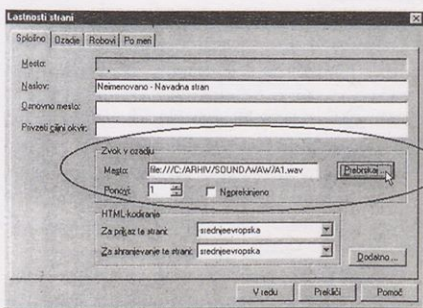 Lastnosti strani
Splošno Ozadje Robovi Po meri
Mesto:
Naslov: Neimenovano - Navadna stran
Osnovno mesto:
Privzeti ciljni okvir:
Zvok v ozadju
Mesto: file:///C:/ARHIV/SOUND/WAW/A1.wav Prebrskaj...
Ponovi: 1 Neprekinjeno
HTML-kodiranje
Za prikaz te strani: srednjeevropska
Za shranjevanje te strani: srednjeevropska Dodatno ...
V redu Prekliči Pomoč